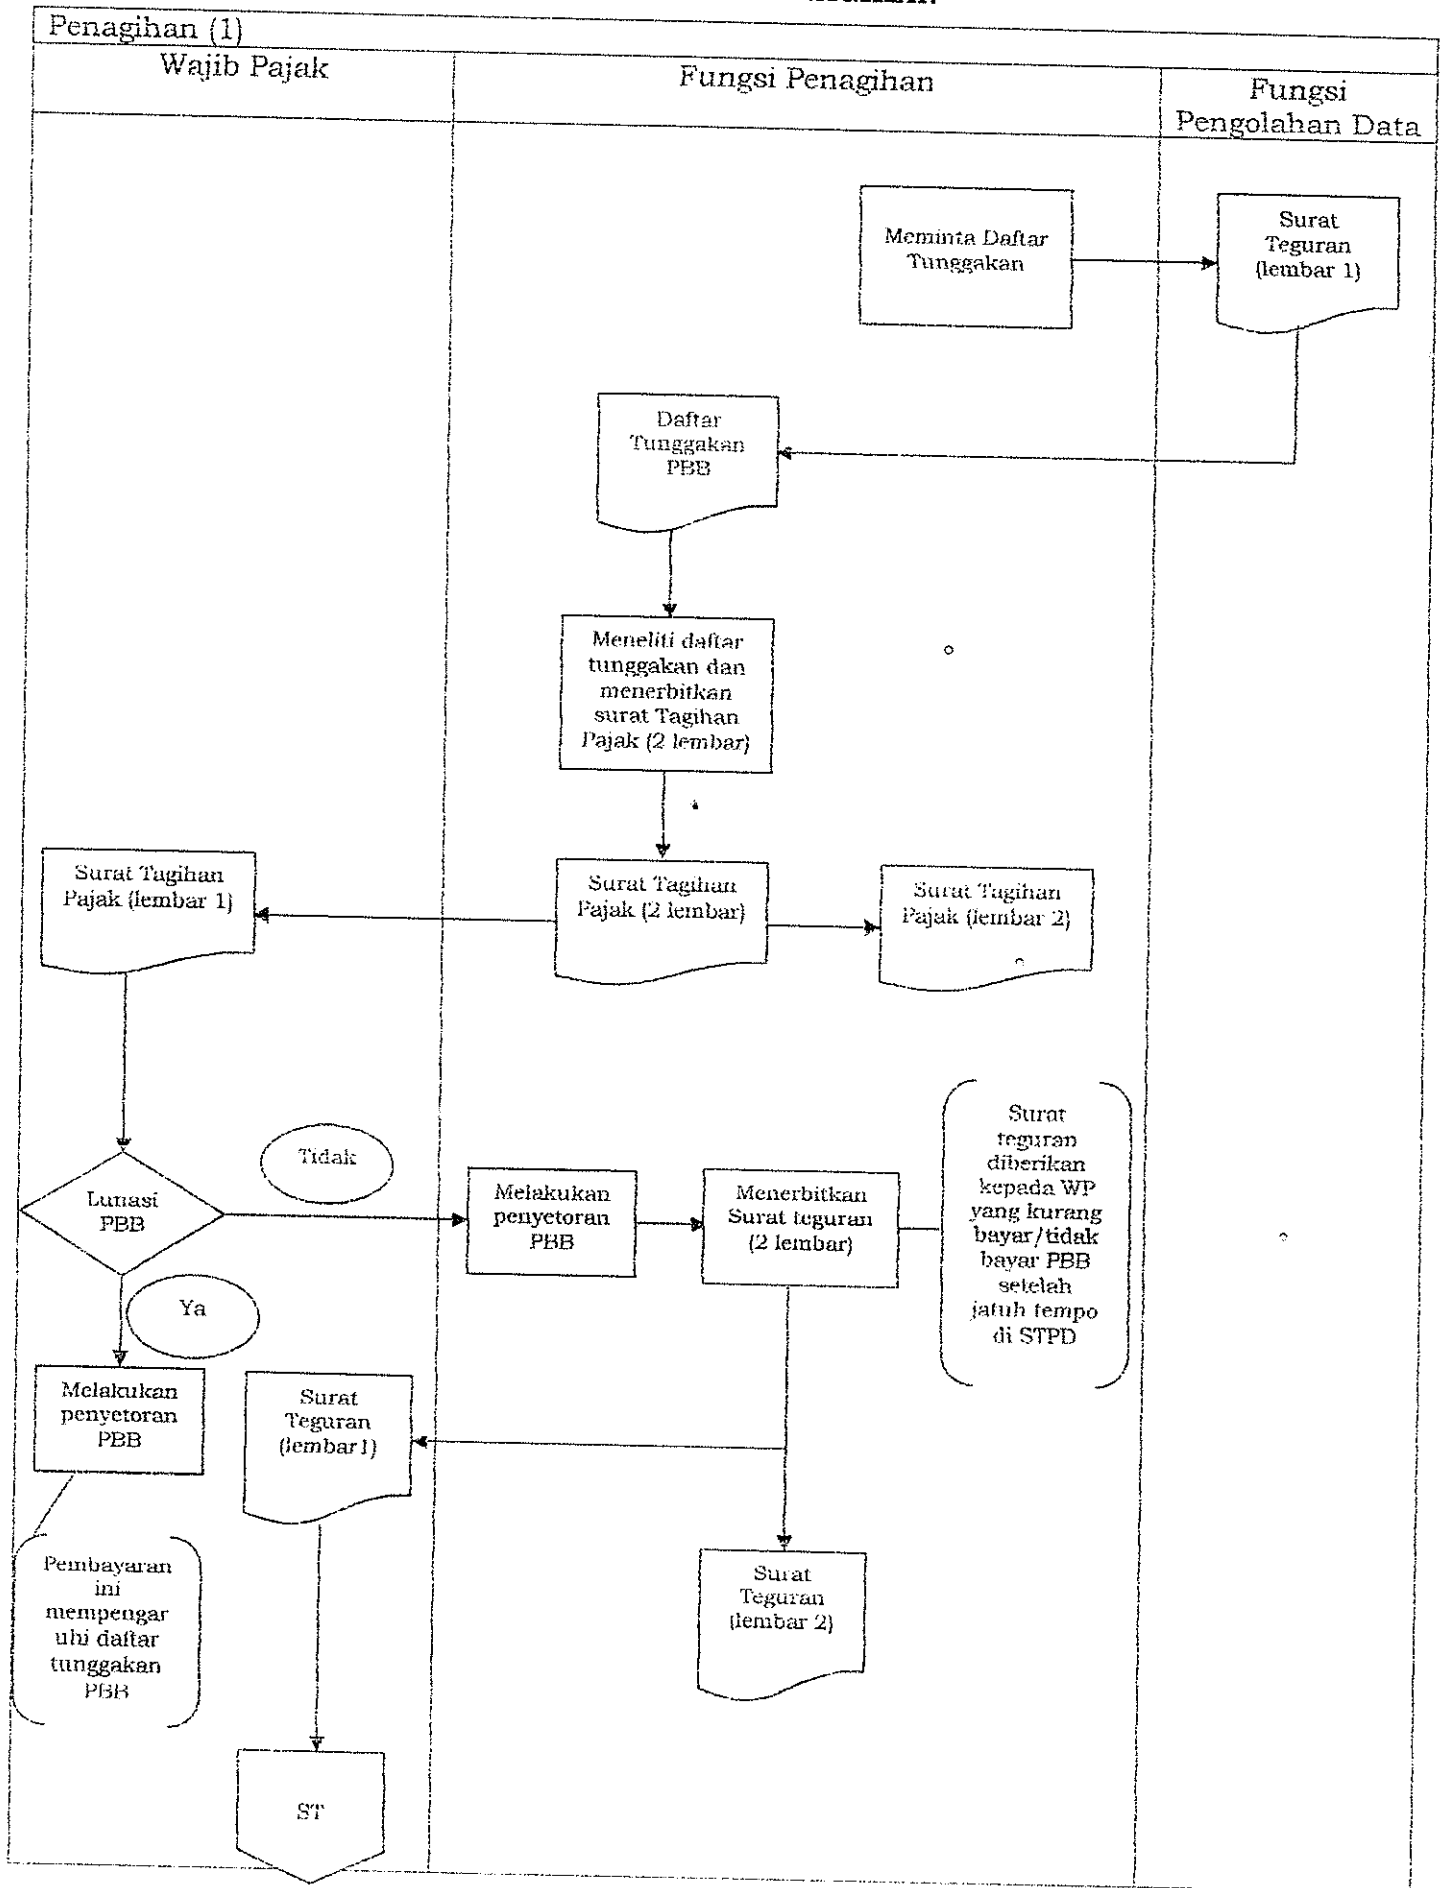 Penagihan (1)
Wajib Pajak
Fungsi Penagihan
Fungsi
Pengolahan Data
Meminta Daftar
Tunggakan
Surat
Teguran
(lembar 1)
Daftar
Tunggakan
PBB
Meneliti daftar
tunggakan dan
menerbitkan
surat Tagihan
Pajak (2 lembar)
Surat Tagihan
Pajak (lembar 1)
Surat Tagihan
Pajak (2 lembar)
Surat Tagihan
Pajak (lembar 2)
Lunasi
PBB
Tidak
Melakukan
penyetoran
PBB
Menerbitkan
Surat teguran
(2 lembar)
Surat
teguran
diberikan
kepada WP
yang kurang
bayar/tidak
bayar PBB
setelah
jatuh tempo
di STPD
Ya
Melakukan
penyetoran
PBB
Surat
Teguran
(lembar1)
Pembayaran
ini
mempengar
uhi daftar
tunggakan
PBB
Surat
Teguran
(lembar 2)
ST